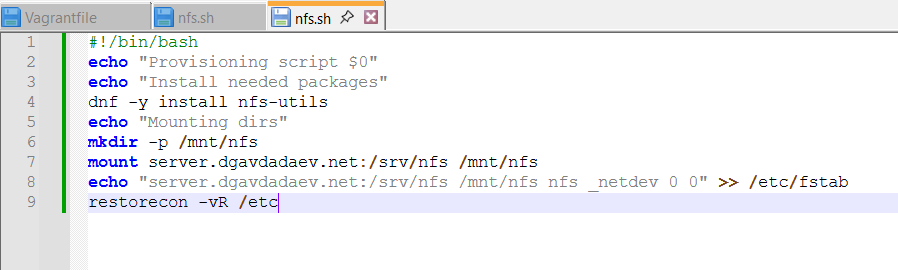 Vagrantfile nfs.sh nfs.sh
1 #!/bin/bash
2 echo "Provisioning script $0"
3 echo "Install needed packages"
4 dnf -y install nfs-utils
5 echo "Mounting dirs"
6 mkdir -p /mnt/nfs
7 mount server.dgavdadaev.net:/srv/nfs /mnt/nfs
8 echo "server.dgavdadaev.net:/srv/nfs /mnt/nfs nfs _netdev 0 0" >> /etc/fstab
9 restorecon -vR /etc